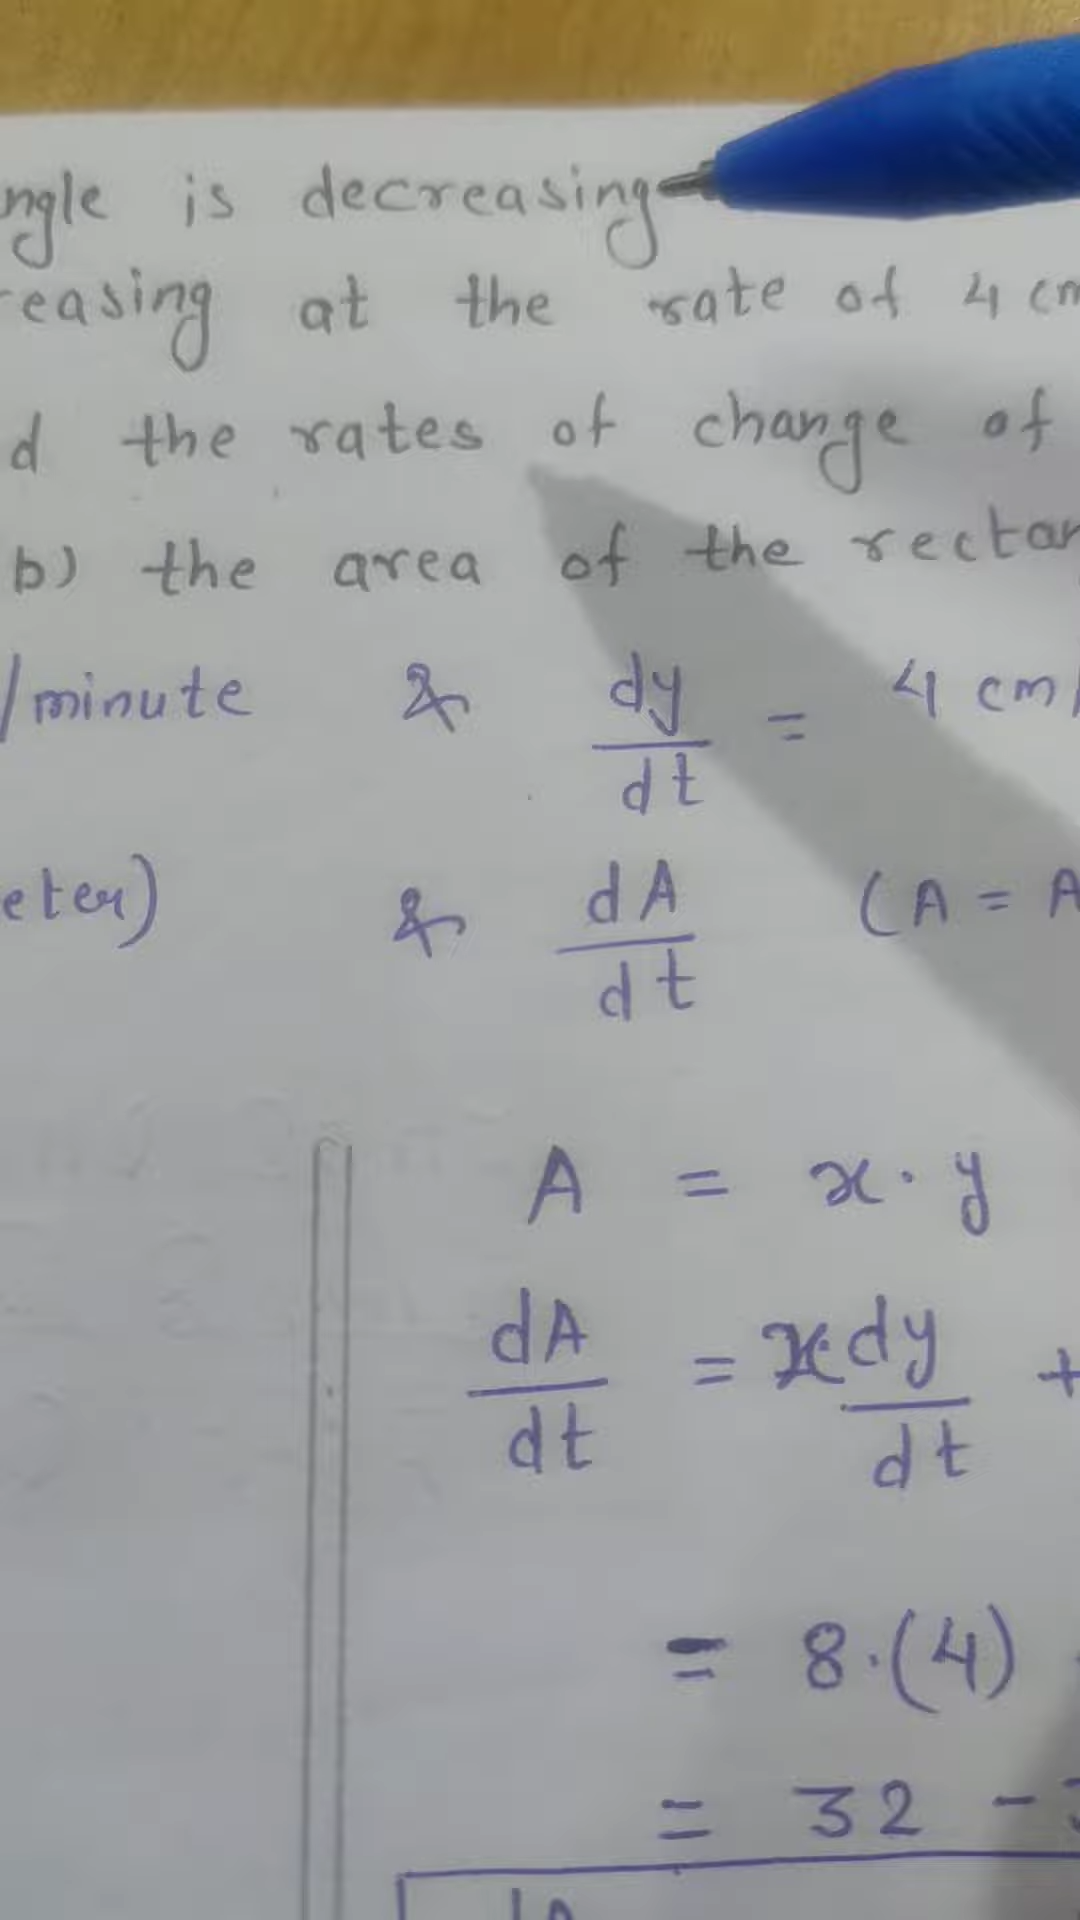 ngle is decreasing
reasing at the rate of 4 cm
d the rates of change of
b) the area of the rectan
/minute & dy/dt = 4 cm/
eter) & dA/dt (A = A
A = x · y
dA/dt = x dy/dt +
= 8·(4)
= 32 -